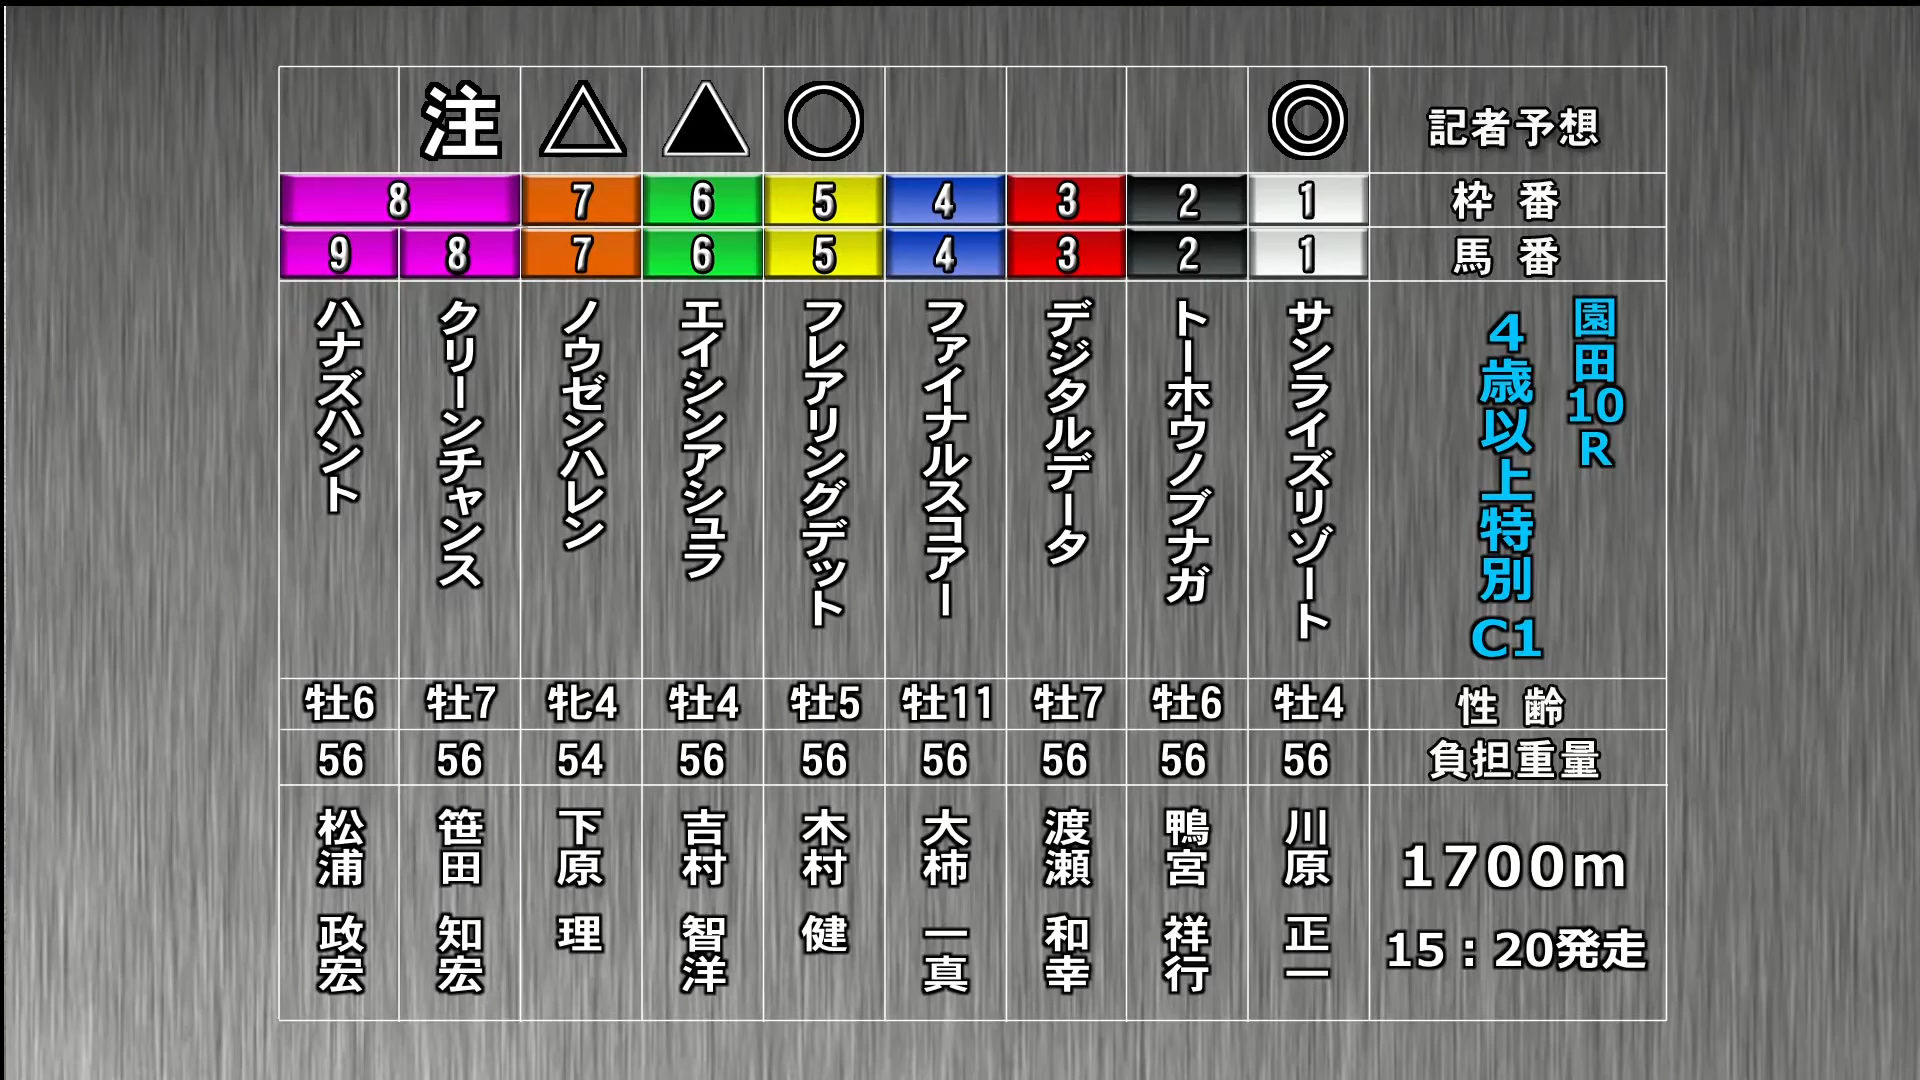 記者予想
◎
○
▲
△
注
枠番
1 2 3 4 5 6 7 8
馬番
1 2 3 4 5 6 7 8 9
園田10R
4歳以上特別 C1
サンライズリゾート
トーホウノブナガ
デジタルデータ
ファイナルスコアー
フレアリングデット
エイシンアシュラ
ノウゼンハレン
クリーンチャンス
ハナズハント
性齢
牡4 牡6 牡7 牡11 牡5 牡4 牝4 牡7 牡6
負担重量
56 56 56 56 56 56 54 56 56
1700m
15:20発走
川原 正一
鴨宮 祥行
渡瀬 和幸
大柿 一真
木村 健
吉村 智洋
下原 理
笹田 知宏
松浦 政宏